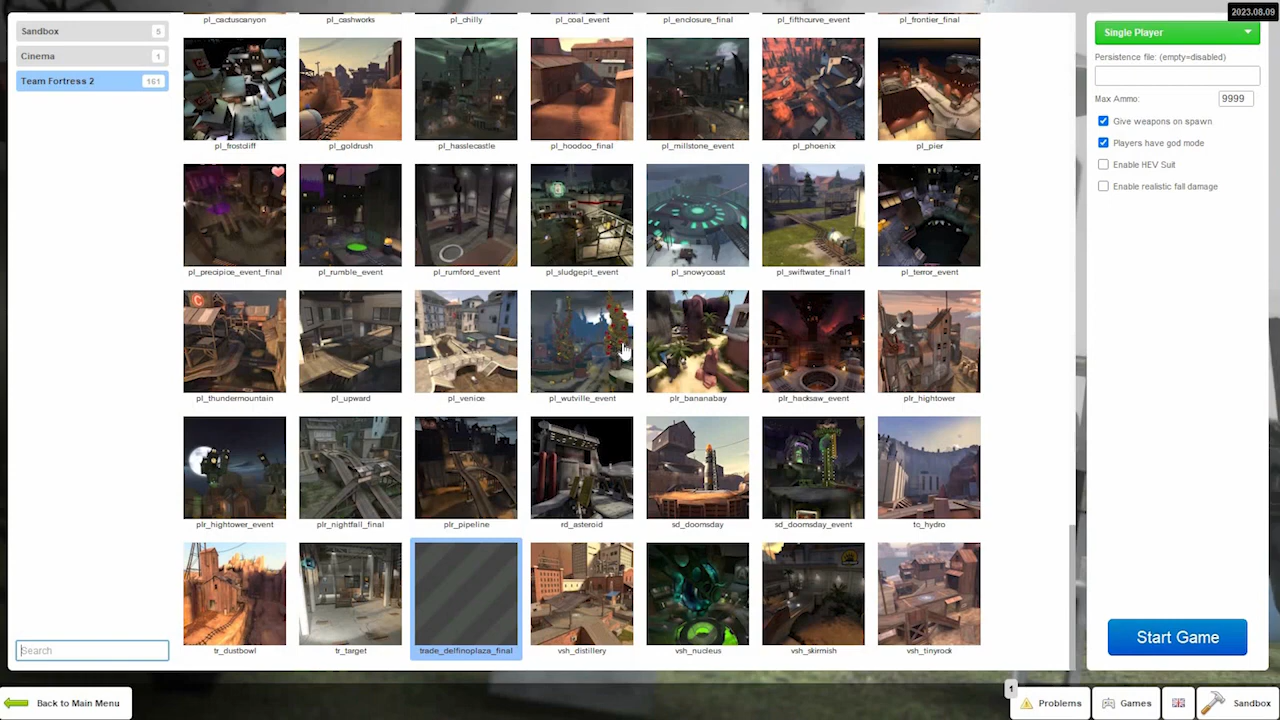 2023.08.09
pl_cactuscanyon pl_cashworks pl_chilly pl_coal_event pl_enclosure_final pl_fifthcurve_event pl_frontier_final
Sandbox 5
Cinema 1
Team Fortress 2 161
pl_frostcliff pl_goldrush pl_hasslecastle pl_hoodoo_final pl_millstone_event pl_phoenix pl_pier
pl_precipice_event_final pl_rumble_event pl_rumford_event pl_sludgepit_event pl_snowycoast pl_swiftwater_final1 pl_terror_event
pl_thundermountain pl_upward pl_venice pl_wutville_event plr_bananabay plr_hacksaw_event plr_hightower
plr_hightower_event plr_nightfall_final plr_pipeline rd_asteroid sd_doomsday sd_doomsday_event tc_hydro
tr_dustbowl tr_target trade_delfinoplaza_final vsh_distillery vsh_nucleus vsh_skirmish vsh_tinyrock
Search
Single Player
Persistence file: (empty=disabled)
Max Ammo: 9999
Give weapons on spawn
Players have god mode
Enable HEV Suit
Enable realistic fall damage
Start Game
Back to Main Menu
1
Problems
Games
Sandbox